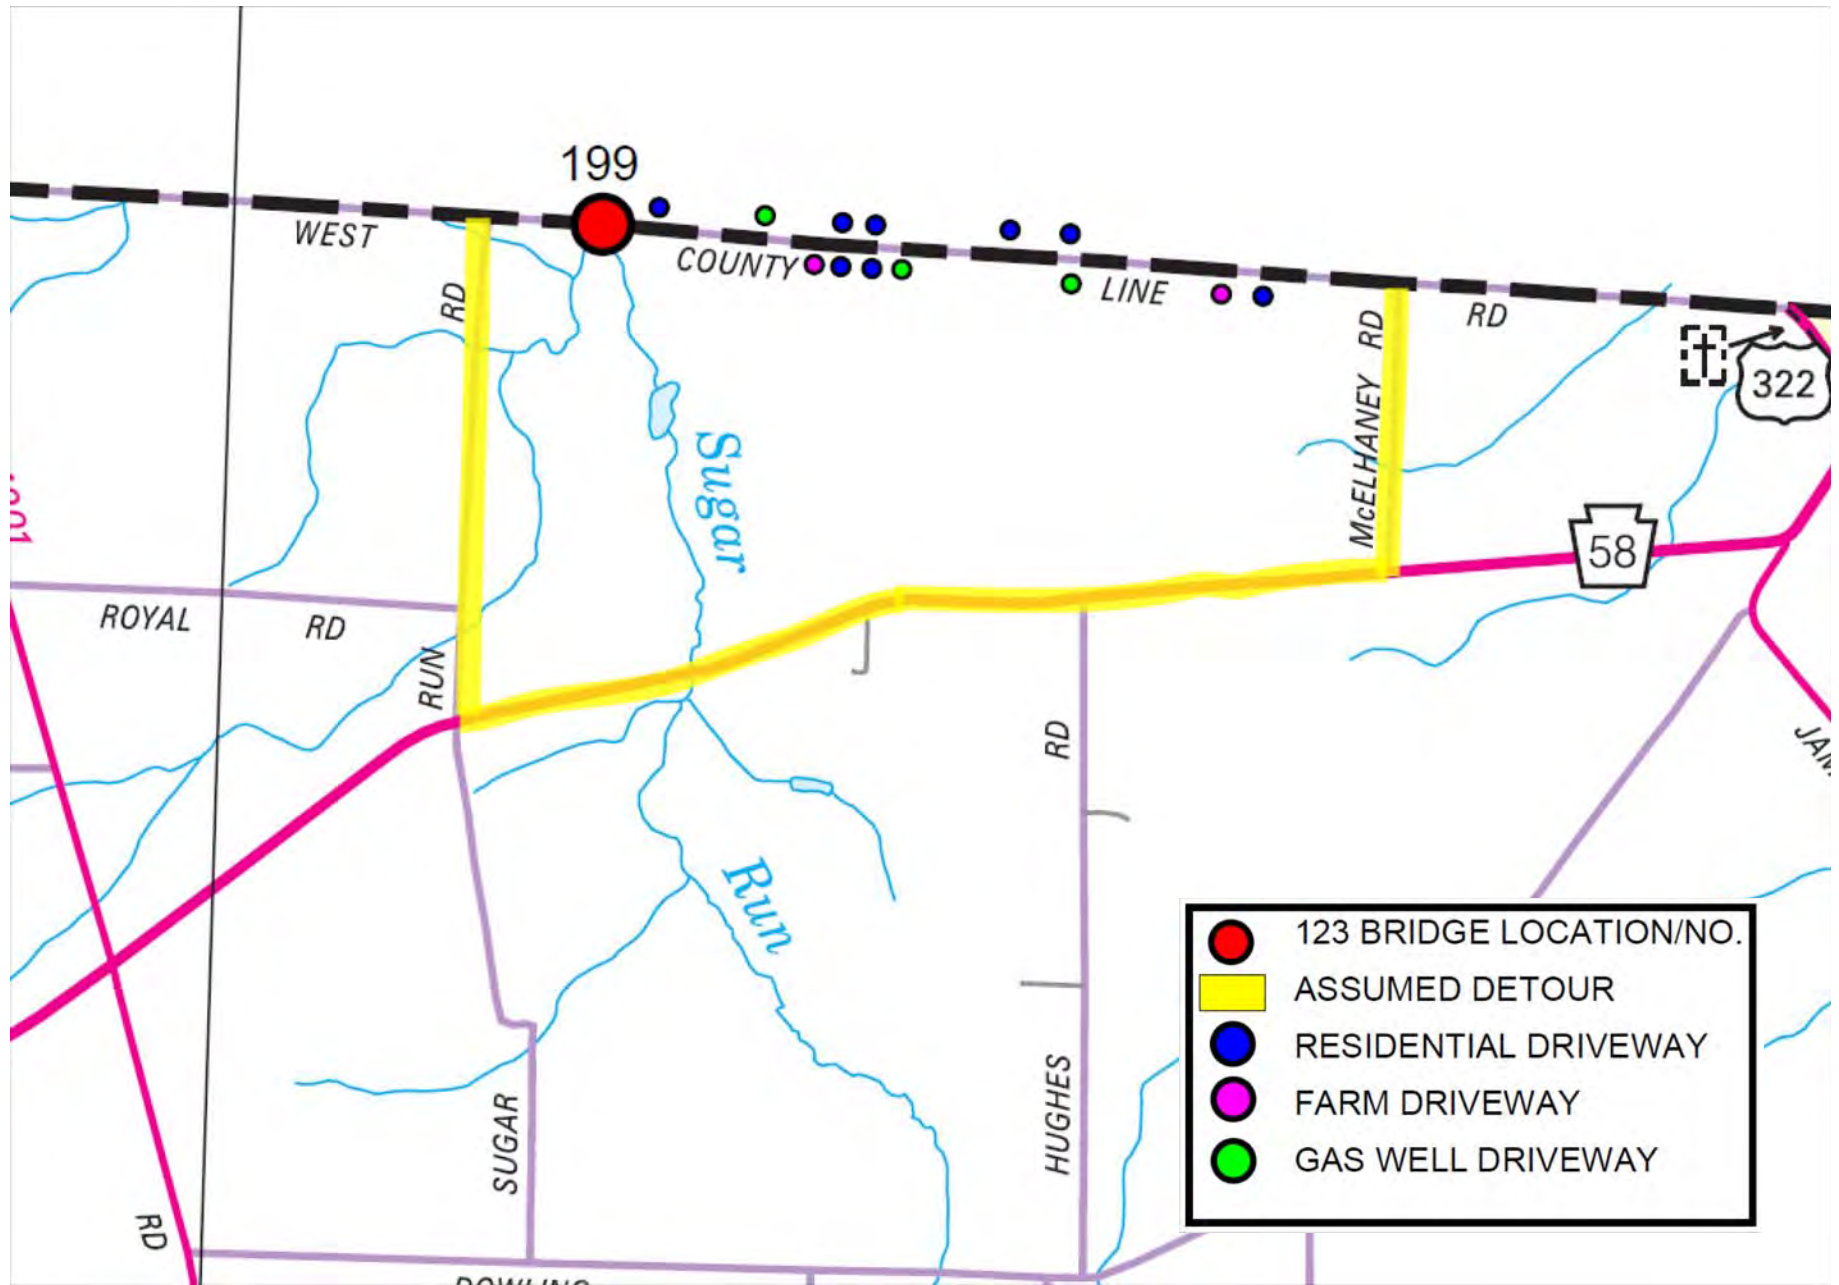 199
WEST
COUNTY
LINE
RD
RD
McELHANEY RD
322
Sugar
58
ROYAL
RD
RUN
RD
Run
HUGHES
SUGAR
RD
123 BRIDGE LOCATION/NO.
ASSUMED DETOUR
RESIDENTIAL DRIVEWAY
FARM DRIVEWAY
GAS WELL DRIVEWAY